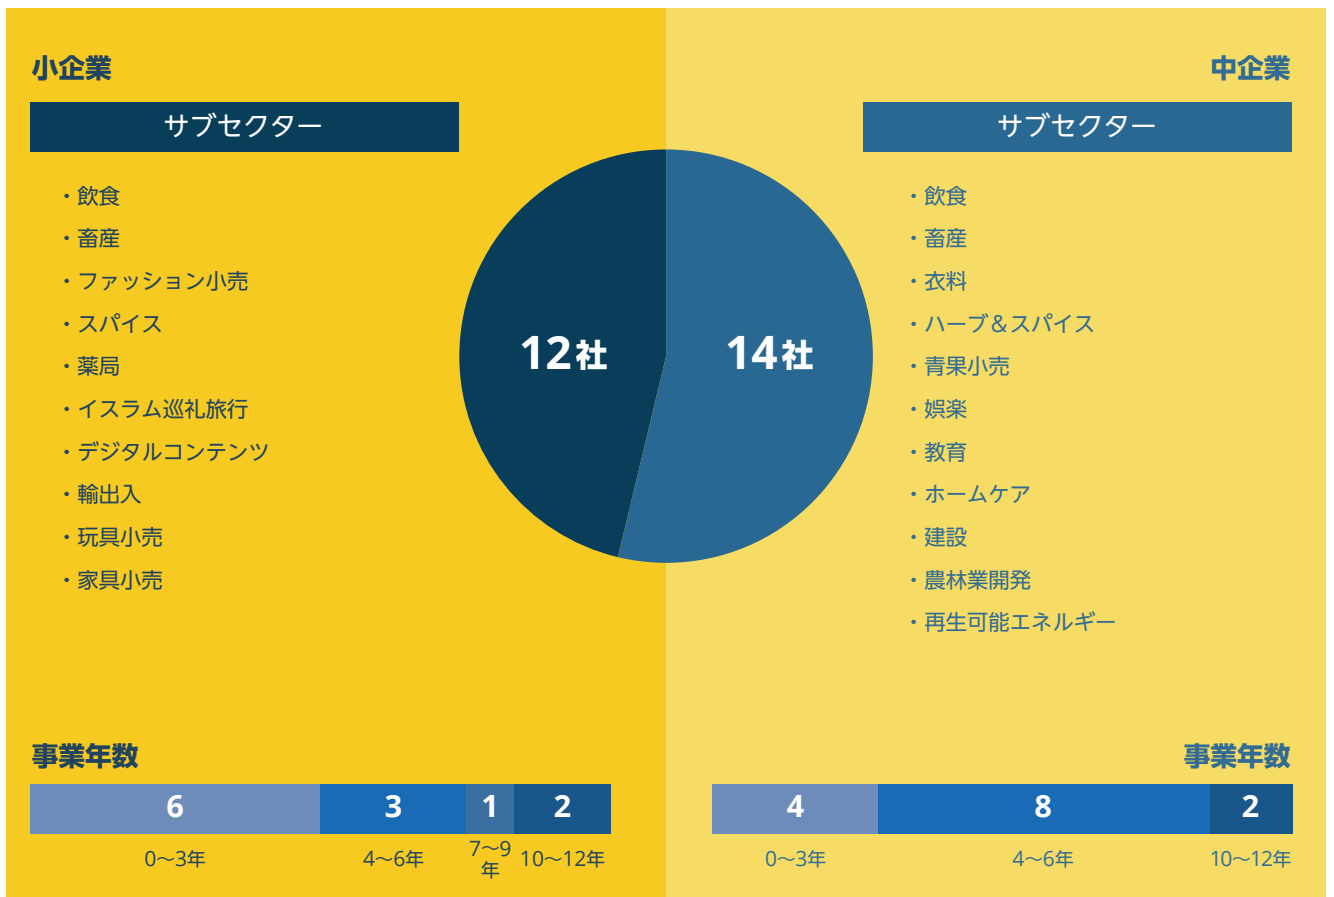 小企業
サブセクター
・飲食
・畜産
・ファッション小売
・スパイス
・薬局
・イスラム巡礼旅行
・デジタルコンテンツ
・輸出入
・玩具小売
・家具小売
12社
14社
中企業
サブセクター
・飲食
・畜産
・衣料
・ハーブ＆スパイス
・青果小売
・娯楽
・教育
・ホームケア
・建設
・農林業開発
・再生可能エネルギー
事業年数
6 3 1 2
0〜3年 4〜6年 7〜9年 10〜12年
事業年数
4 8 2
0〜3年 4〜6年 10〜12年